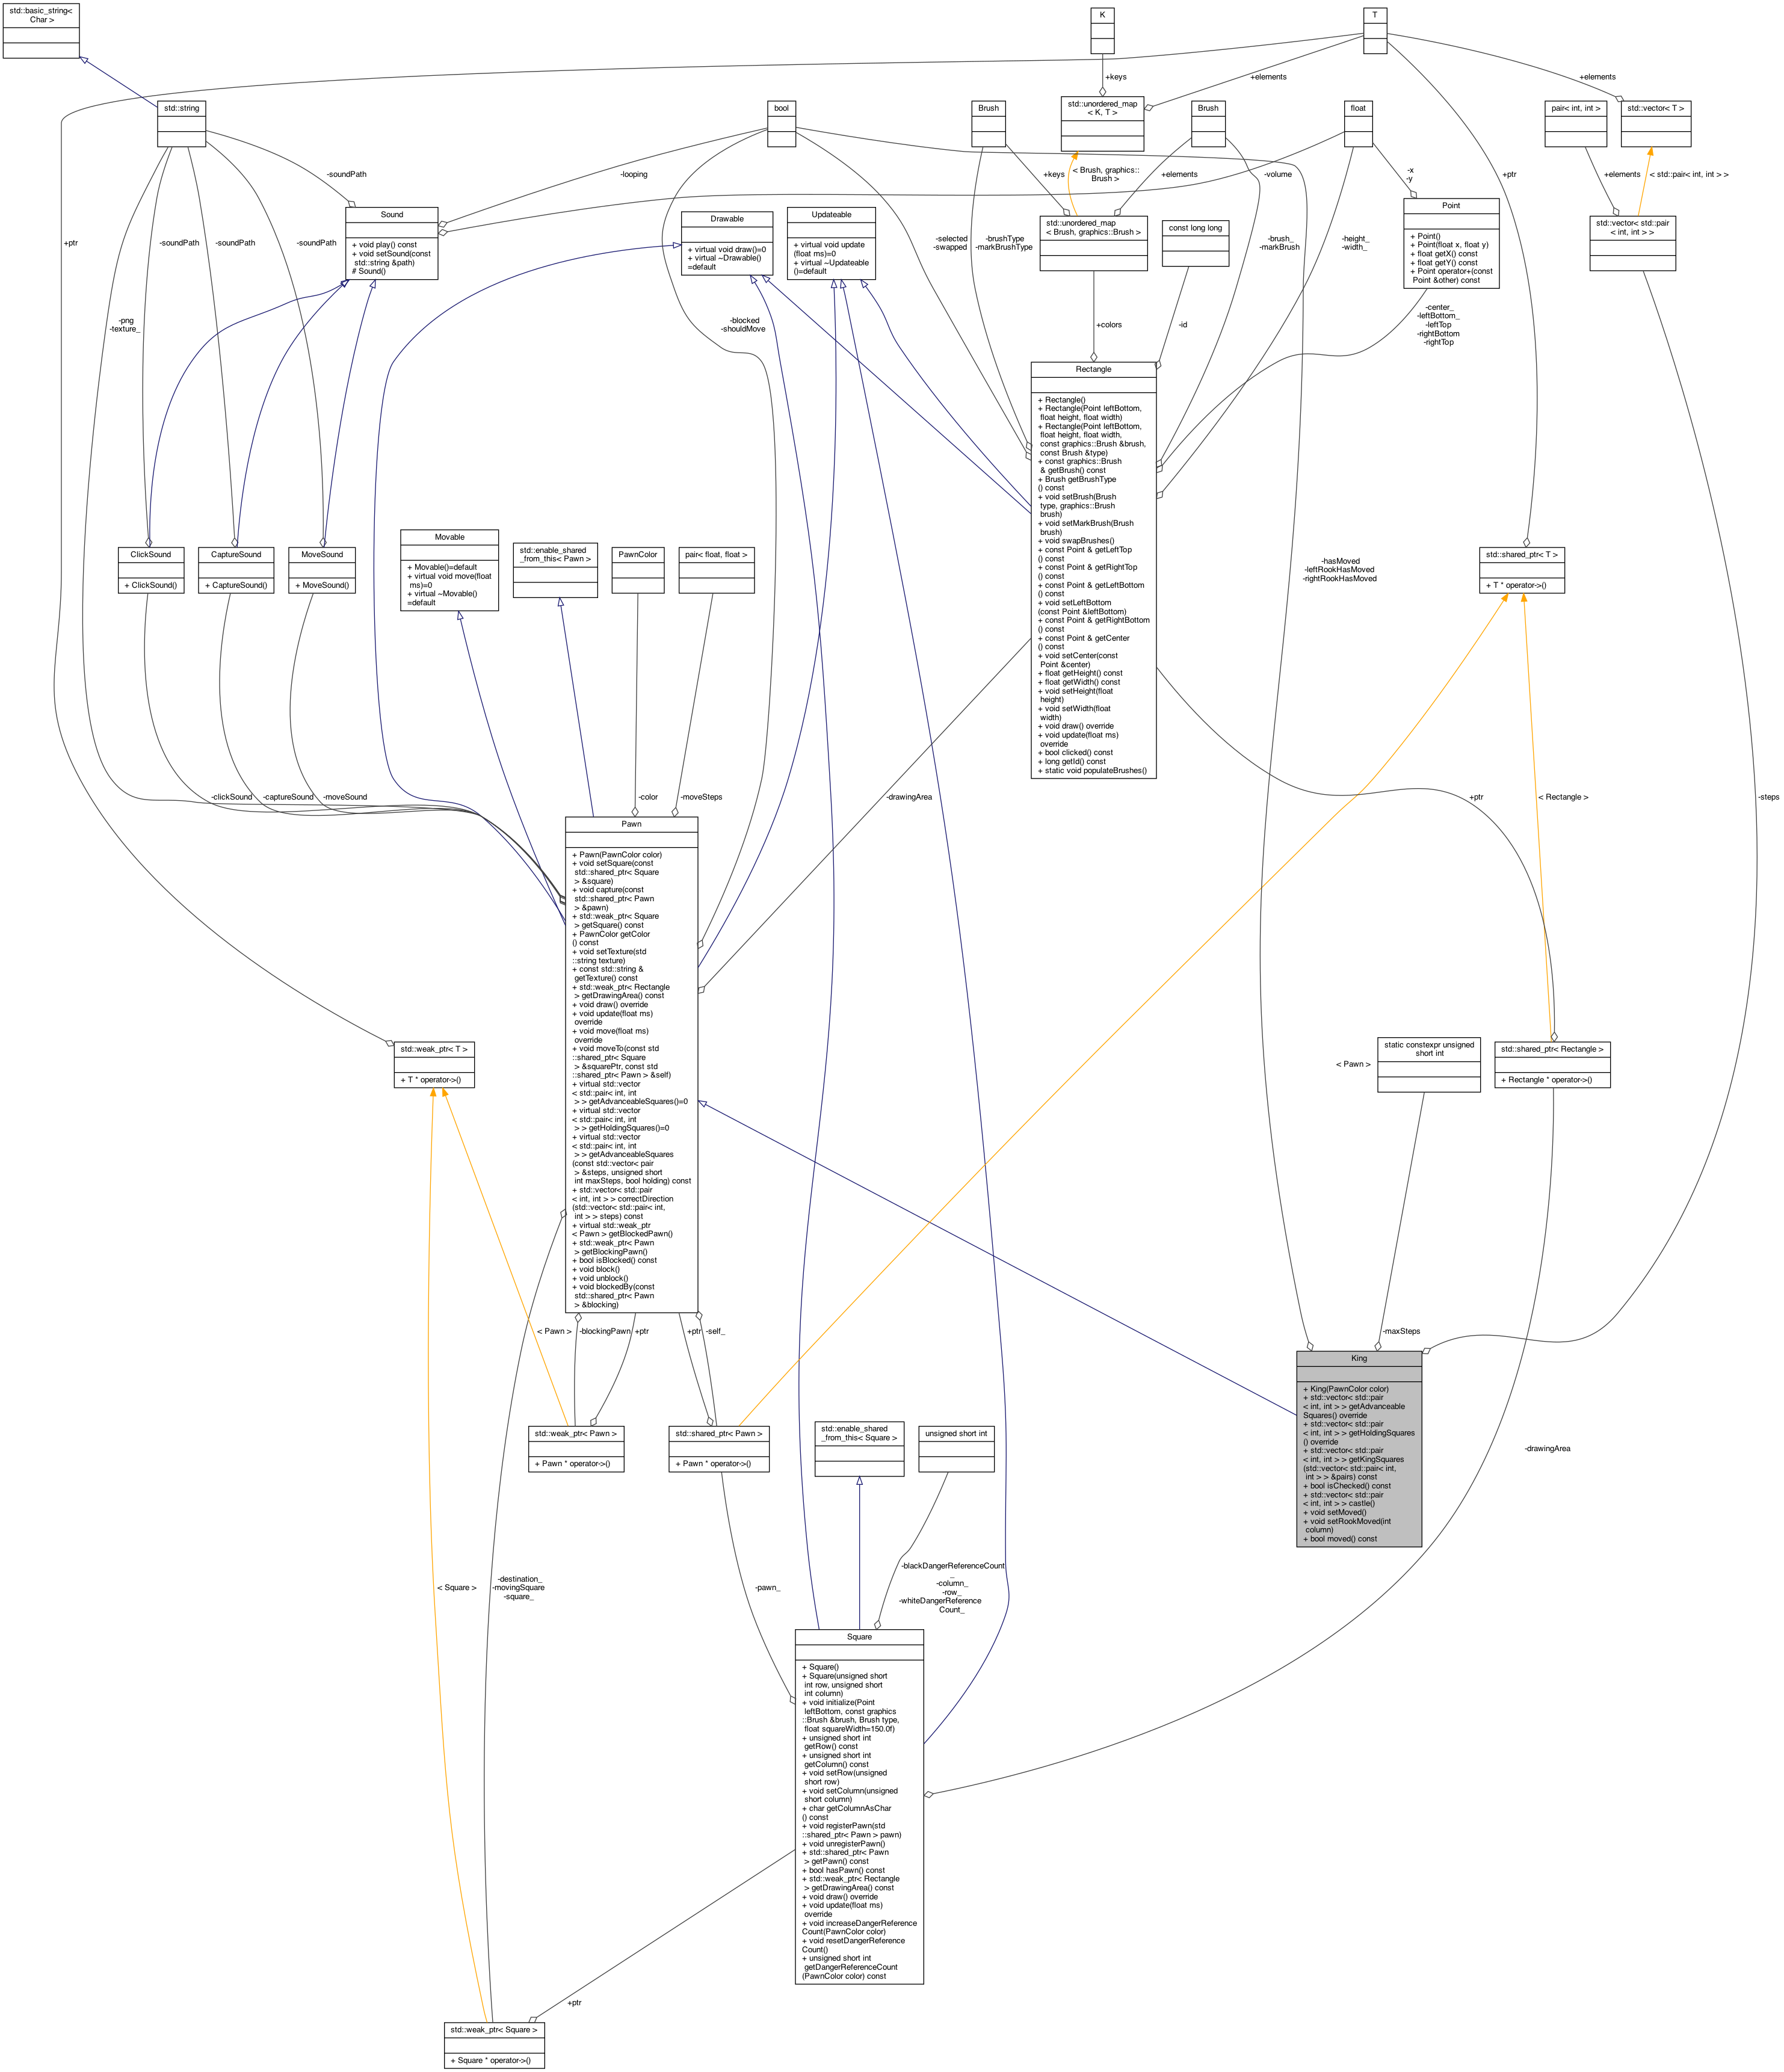 std::basic_string<
Char >
K
T
+keys
+elements
+elements
std::string
bool
Brush
std::unordered_map
< K, T >
Brush
float
pair< int, int >
std::vector< T >
-soundPath
-looping
+keys
< Brush, graphics::
Brush >
+elements
-volume
-x
-y
+ptr
+elements
< std::pair< int, int > >
Sound
+ void play() const
+ void setSound(const
std::string &path)
# Sound()
Drawable
+ virtual void draw()=0
+ virtual ~Drawable()
=default
Updateable
+ virtual void update
(float ms)=0
+ virtual ~Updateable
()=default
std::unordered_map
< Brush, graphics::Brush >
const long long
Point
+ Point()
+ Point(float x, float y)
+ float getX() const
+ float getY() const
+ Point operator+(const
Point &other) const
std::vector< std::pair
< int, int > >
+ptr
-soundPath
-soundPath
-soundPath
-selected
-swapped
-brushType
-markBrushType
-brush_
-markBrush
-height_
-width_
-png
-texture_
-blocked
-shouldMove
+colors
-id
-center_
-leftBottom_
-leftTop
-rightBottom
-rightTop
Rectangle
+ Rectangle()
+ Rectangle(Point leftBottom,
float height, float width)
+ Rectangle(Point leftBottom,
float height, float width,
const graphics::Brush &brush,
const Brush &type)
+ const graphics::Brush
& getBrush() const
+ Brush getBrushType
() const
+ void setBrush(Brush
type, graphics::Brush
brush)
+ void setMarkBrush(Brush
brush)
+ void swapBrushes()
+ const Point & getLeftTop
() const
+ const Point & getRightTop
() const
+ const Point & getLeftBottom
() const
+ void setLeftBottom
(const Point &leftBottom)
+ const Point & getRightBottom
() const
+ const Point & getCenter
() const
+ void setCenter(const
Point &center)
+ float getHeight() const
+ float getWidth() const
+ void setHeight(float
height)
+ void setWidth(float
width)
+ void draw() override
+ void update(float ms)
override
+ bool clicked() const
+ long getId() const
+ static void populateBrushes()
ClickSound
+ ClickSound()
CaptureSound
+ CaptureSound()
MoveSound
+ MoveSound()
Movable
+ Movable()=default
+ virtual void move(float
ms)=0
+ virtual ~Movable()
=default
std::enable_shared
_from_this< Pawn >
PawnColor
pair< float, float >
-hasMoved
-leftRookHasMoved
-rightRookHasMoved
std::shared_ptr< T >
+ T * operator->()
-clickSound
-captureSound
-moveSound
-color
-moveSteps
-drawingArea
+ptr
< Rectangle >
-steps
Pawn
+ Pawn(PawnColor color)
+ void setSquare(const
std::shared_ptr< Square
> &square)
+ void capture(const
std::shared_ptr< Pawn
> &pawn)
+ std::weak_ptr< Square
> getSquare() const
+ PawnColor getColor
() const
+ void setTexture(std
::string texture)
+ const std::string &
getTexture() const
+ std::weak_ptr< Rectangle
> getDrawingArea() const
+ void draw() override
+ void update(float ms)
override
+ void move(float ms)
override
+ void moveTo(const std
::shared_ptr< Square
> &squarePtr, const std
::shared_ptr< Pawn > &self)
+ virtual std::vector
< std::pair< int, int
> > getAdvanceableSquares()=0
+ virtual std::vector
< std::pair< int, int
> > getHoldingSquares()=0
+ virtual std::vector
< std::pair< int, int
> > getAdvanceableSquares
(const std::vector< pair
> &steps, unsigned short
int maxSteps, bool holding) const
+ std::vector< std::pair
< int, int > > correctDirection
(std::vector< std::pair< int,
int > > steps) const
+ virtual std::weak_ptr
< Pawn > getBlockedPawn()
+ std::weak_ptr< Pawn
> getBlockingPawn()
+ bool isBlocked() const
+ void block()
+ void unblock()
+ void blockedBy(const
std::shared_ptr< Pawn
> &blocking)
std::weak_ptr< T >
+ T * operator->()
< Pawn >
static constexpr unsigned
short int
std::shared_ptr< Rectangle >
+ Rectangle * operator->()
< Pawn >
-blockingPawn
+ptr
+ptr
-self_
-maxSteps
King
+ King(PawnColor color)
+ std::vector< std::pair
< int, int > > getAdvanceable
Squares() override
+ std::vector< std::pair
< int, int > > getHoldingSquares
() override
+ std::vector< std::pair
< int, int > > getKingSquares
(std::vector< std::pair< int,
int > > &pairs) const
+ bool isChecked() const
+ std::vector< std::pair
< int, int > > castle()
+ void setMoved()
+ void setRookMoved(int
column)
+ bool moved() const
std::weak_ptr< Pawn >
+ Pawn * operator->()
std::shared_ptr< Pawn >
+ Pawn * operator->()
std::enable_shared
_from_this< Square >
unsigned short int
-drawingArea
< Square >
-destination_
-movingSquare
-square_
-pawn_
-blackDangerReferenceCount
_
-column_
-row_
-whiteDangerReference
Count_
Square
+ Square()
+ Square(unsigned short
int row, unsigned short
int column)
+ void initialize(Point
leftBottom, const graphics
::Brush &brush, Brush type,
float squareWidth=150.0f)
+ unsigned short int
getRow() const
+ unsigned short int
getColumn() const
+ void setRow(unsigned
short row)
+ void setColumn(unsigned
short column)
+ char getColumnAsChar
() const
+ void registerPawn(std
::shared_ptr< Pawn > pawn)
+ void unregisterPawn()
+ std::shared_ptr< Pawn
> getPawn() const
+ bool hasPawn() const
+ std::weak_ptr< Rectangle
> getDrawingArea() const
+ void draw() override
+ void update(float ms)
override
+ void increaseDangerReference
Count(PawnColor color)
+ void resetDangerReference
Count()
+ unsigned short int
getDangerReferenceCount
(PawnColor color) const
+ptr
std::weak_ptr< Square >
+ Square * operator->()